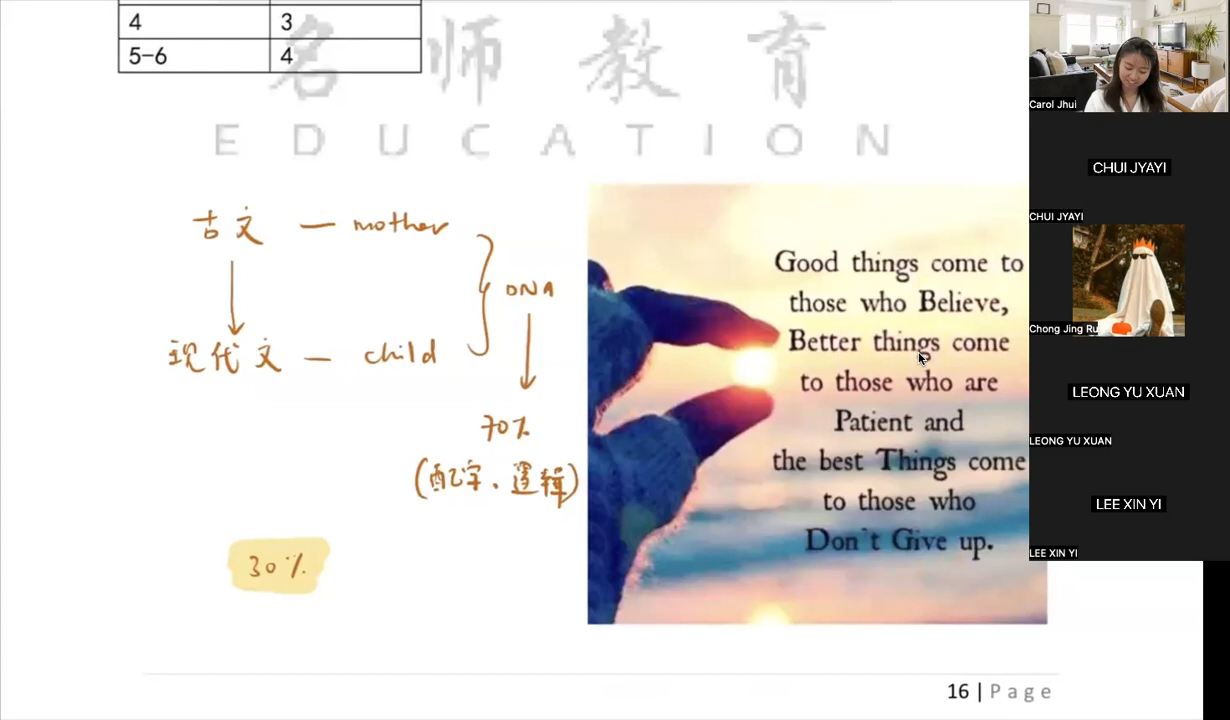 4 3
5-6 4
名师教育
EDUCATION
古文 — mother
DNA
现代文 — child
70%
(配字、逻辑)
30%
Good things come to
those who Believe,
Better things come
to those who are
Patient and
the best Things come
to those who
Don't Give up.
16 | Page
Carol Jhui
CHUI JYAYI
CHUI JYAYI
Chong Jing Ru
LEONG YU XUAN
LEONG YU XUAN
LEE XIN YI
LEE XIN YI